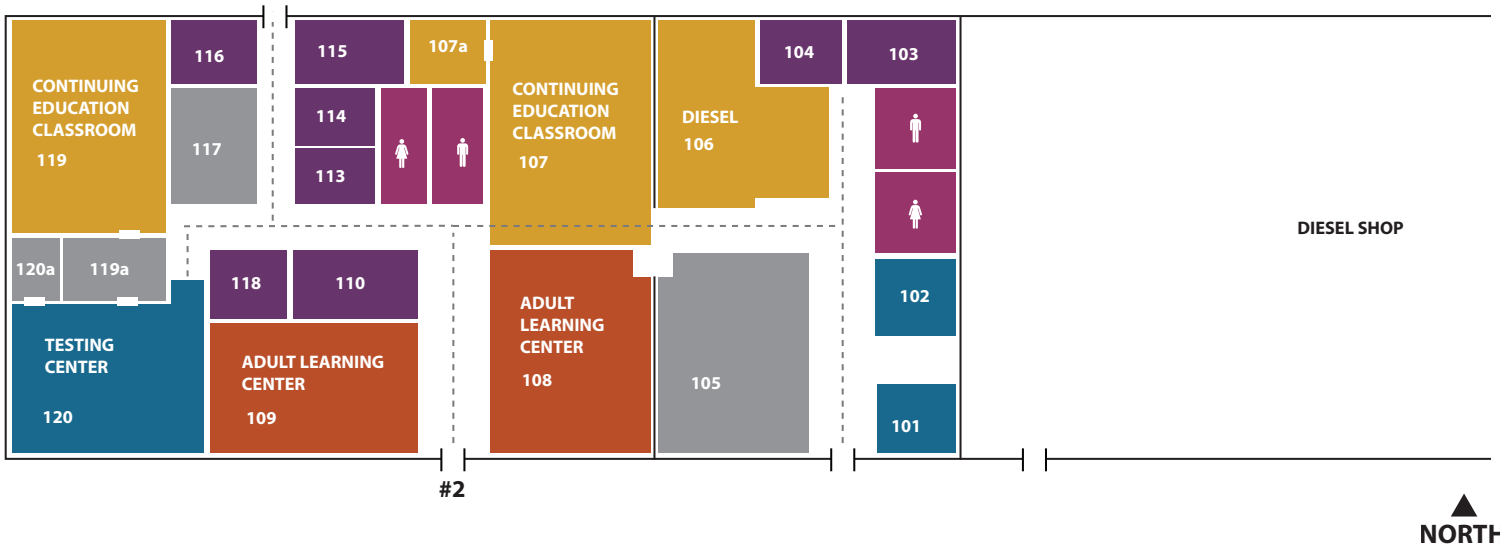 116
115
107a
104
103
CONTINUING
EDUCATION
CLASSROOM
119
117
114
113
CONTINUING
EDUCATION
CLASSROOM
107
DIESEL
106
DIESEL SHOP
120a
119a
118
110
102
TESTING
CENTER
120
ADULT LEARNING
CENTER
109
ADULT
LEARNING
CENTER
108
105
101
#2
NORTH